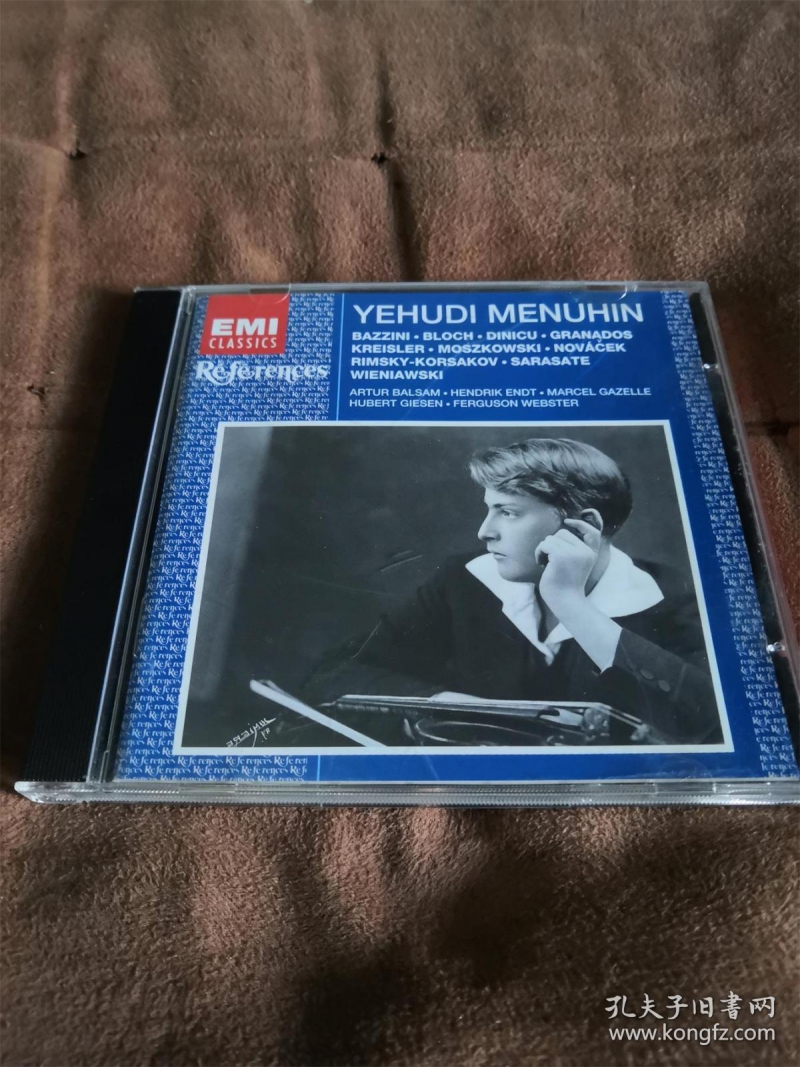 EMI
CLASSICS
References
YEHUDI MENUHIN
BAZZINI • BLOCH • DINICU • GRANADOS
KREISLER • MOSZKOWSKI • NOVÁČEK
RIMSKY-KORSAKOV • SARASATE
WIENIAWSKI
ARTUR BALSAM • HENDRIK ENDT • MARCEL GAZELLE
HUBERT GIESEN • FERGUSON WEBSTER
孔夫子旧书网
www.kongfz.com